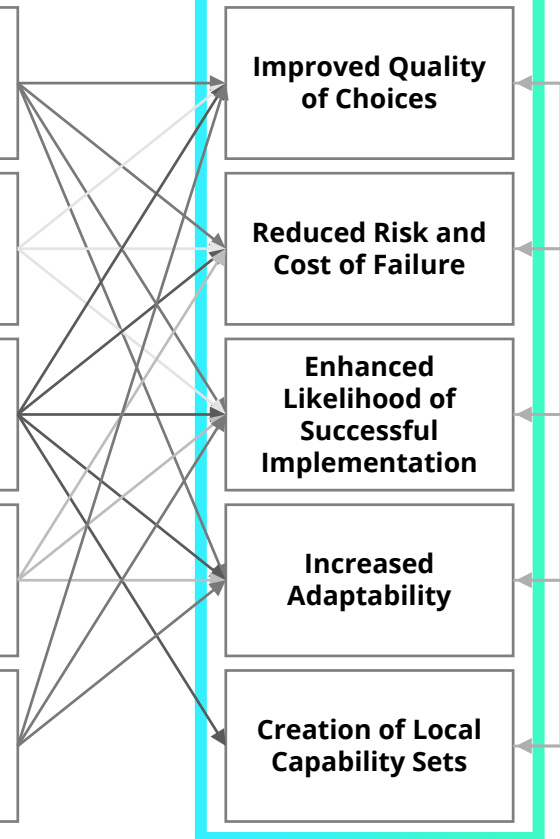 Improved Quality
of Choices
Reduced Risk and
Cost of Failure
Enhanced
Likelihood of
Successful
Implementation
Increased
Adaptability
Creation of Local
Capability Sets